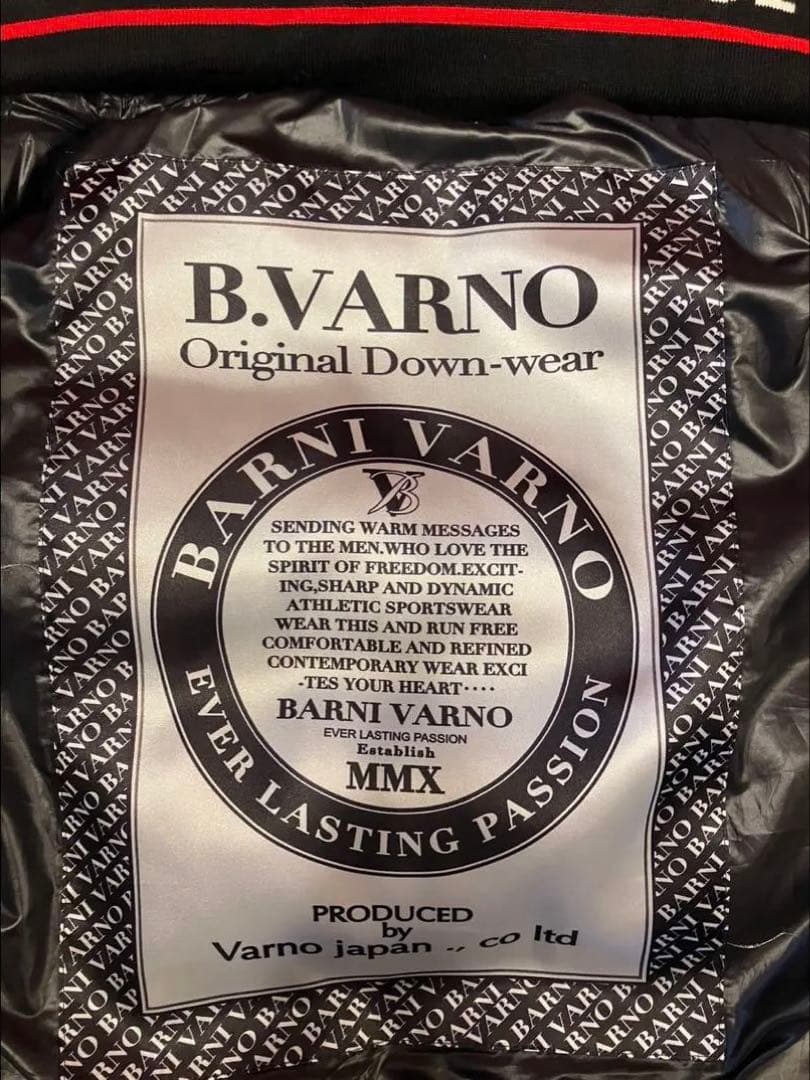 B.VARNO
Original Down-wear
BARNI VARNO
VB
SENDING WARM MESSAGES
TO THE MEN.WHO LOVE THE
SPIRIT OF FREEDOM.EXCIT-
ING,SHARP AND DYNAMIC
ATHLETIC SPORTSWEAR
WEAR THIS AND RUN FREE
COMFORTABLE AND REFINED
CONTEMPORARY WEAR EXCI
-TES YOUR HEART····
BARNI VARNO
EVER LASTING PASSION
Establish
MMX
EVER LASTING PASSION
PRODUCED
by
Varno japan ., co ltd